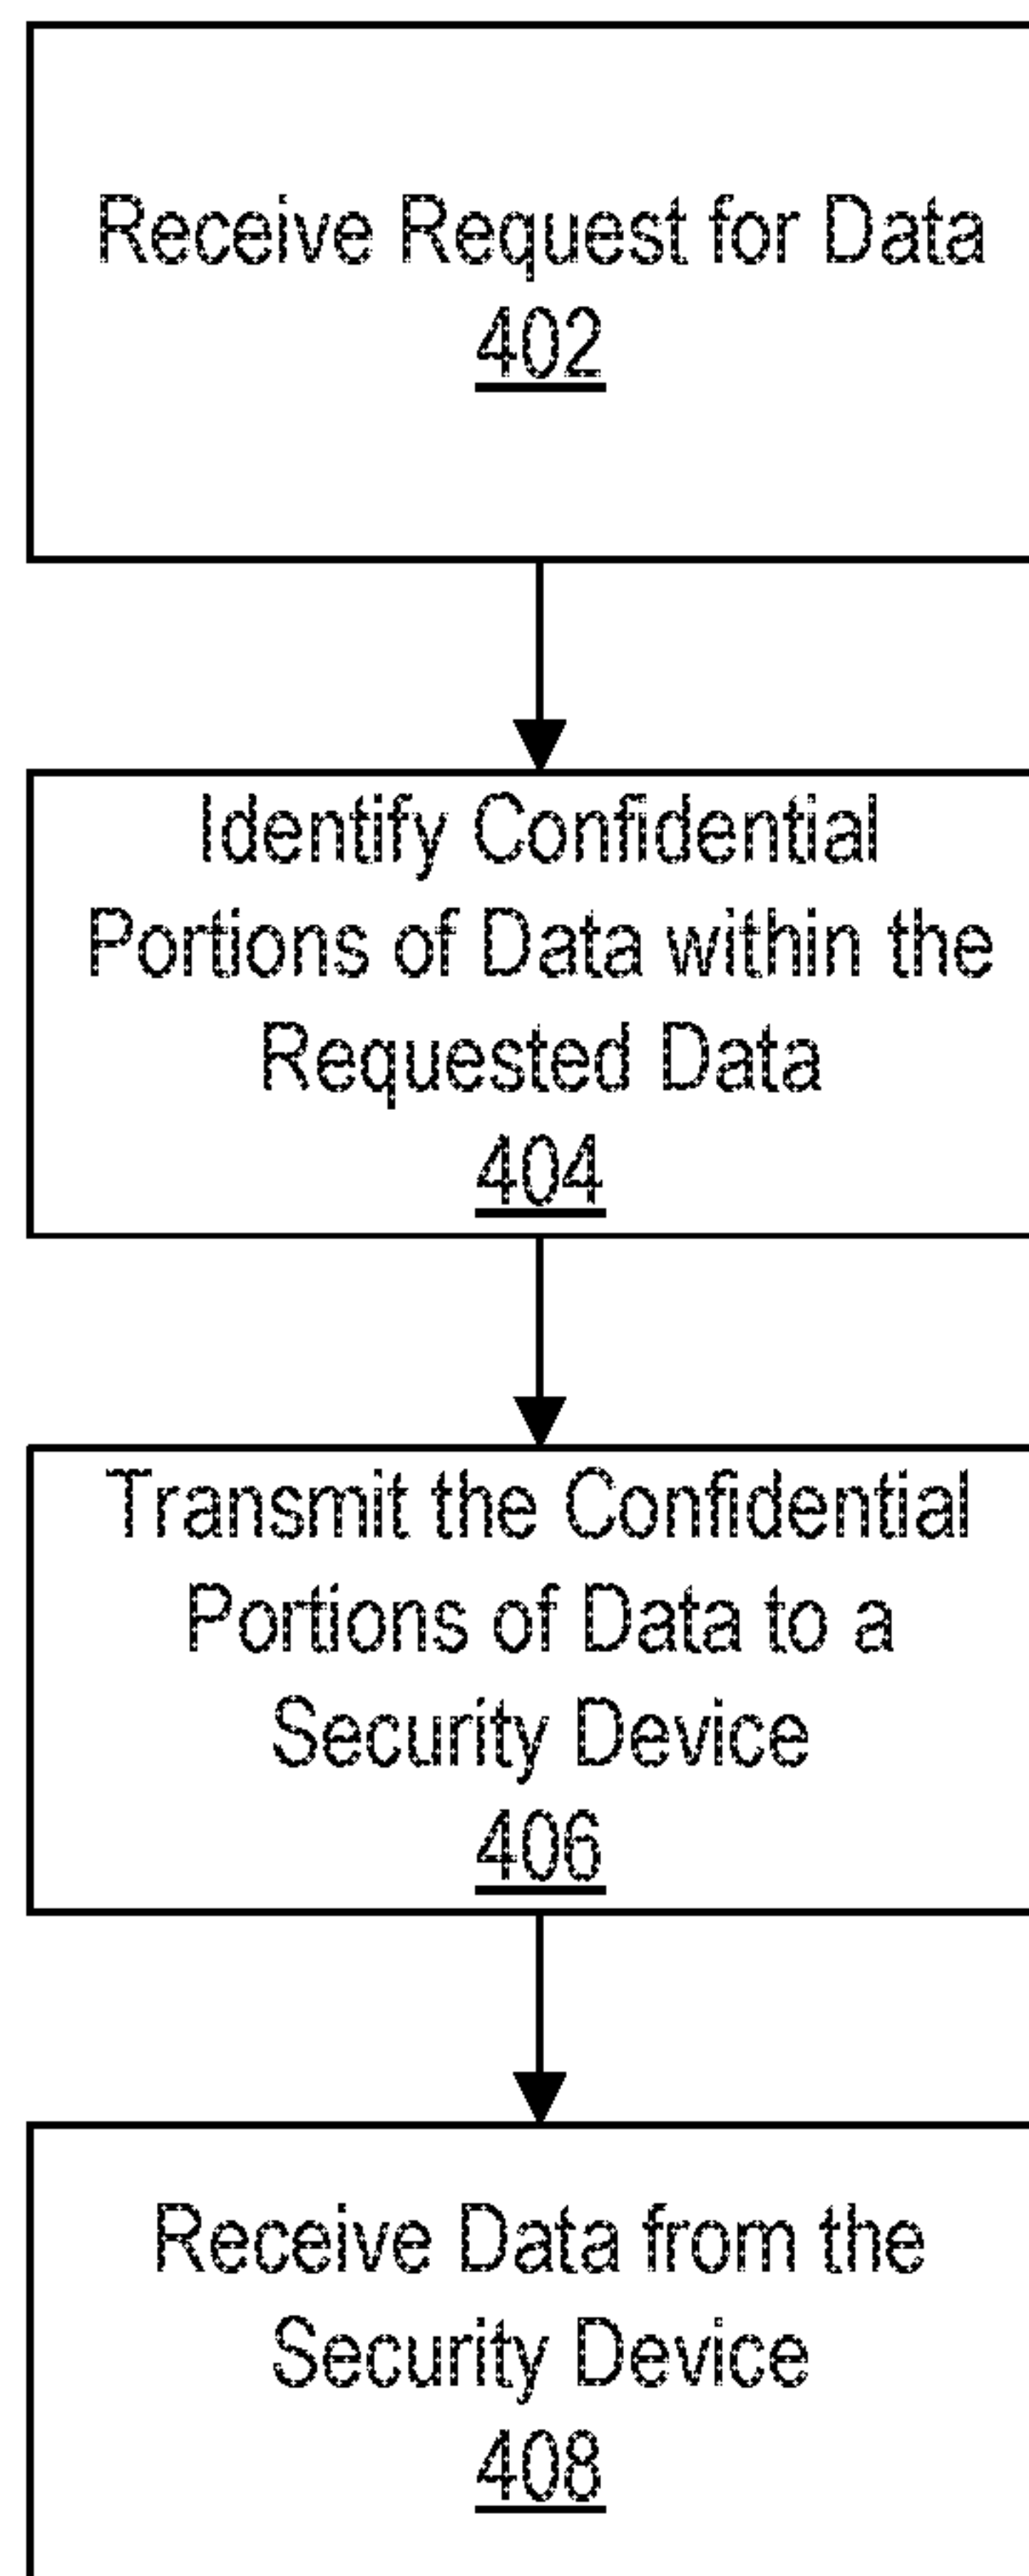 Receive Request for Data
402
Identify Confidential
Portions of Data within the
Requested Data
404
Transmit the Confidential
Portions of Data to a
Security Device
406
Receive Data from the
Security Device
408